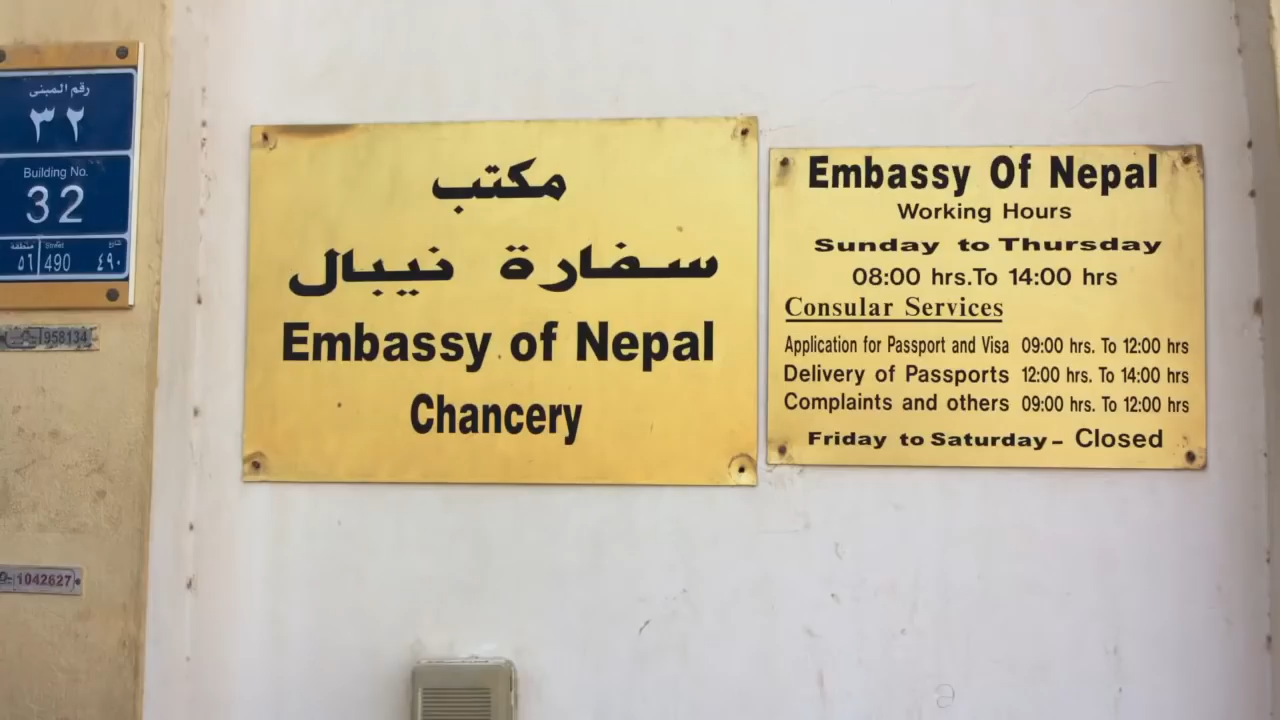 رقم المبنى
٣٢
Building No.
32
منطقة
٥١
Street
490
شارع
٤٩٠
958134
1042627
مكتب
سفارة نيبال
Embassy of Nepal
Chancery
Embassy Of Nepal
Working Hours
Sunday to Thursday
08:00 hrs.To 14:00 hrs
Consular Services
Application for Passport and Visa 09:00 hrs. To 12:00 hrs
Delivery of Passports 12:00 hrs. To 14:00 hrs
Complaints and others 09:00 hrs. To 12:00 hrs
Friday to Saturday – Closed